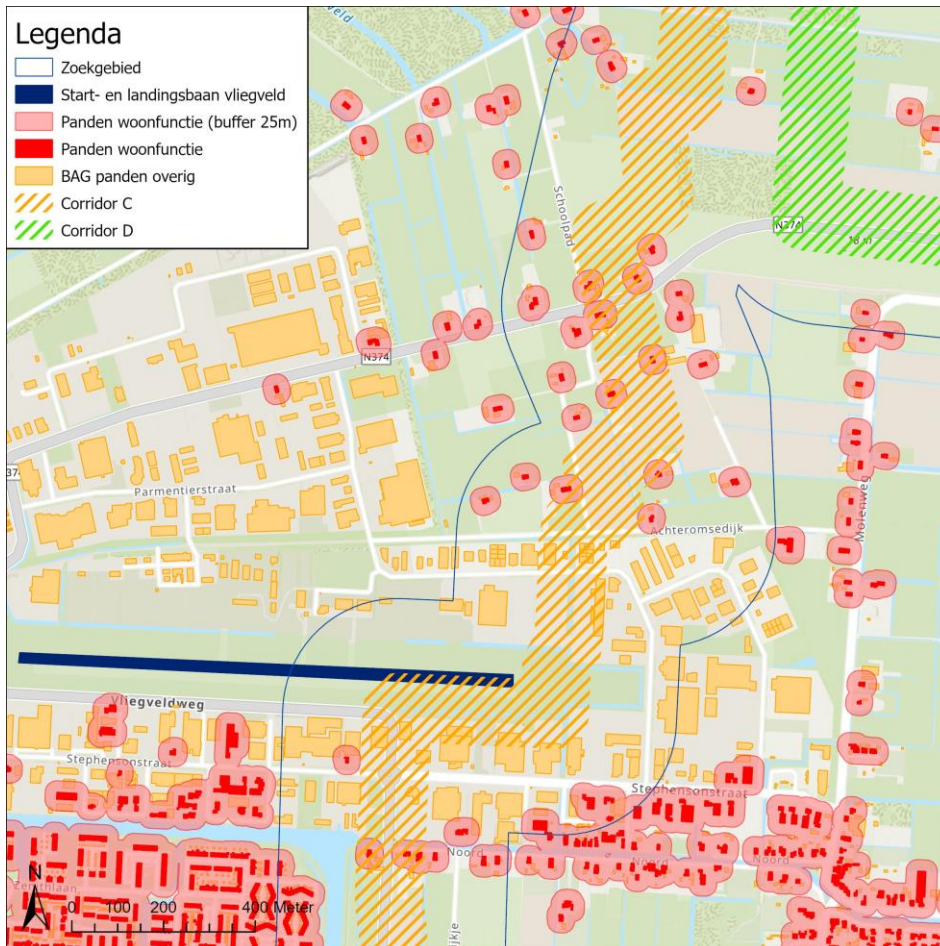 Legenda
Zoekgebied
Start- en landingsbaan vliegveld
Panden woonfunctie (buffer 25m)
Panden woonfunctie
BAG panden overig
Corridor C
Corridor D
Schoolpad
N374
18 m
N374
Parmentierstraat
Achteromsedijk
Molenweg
Vliegveldweg
Stephensonstraat
Stephensonstraat
Noord
Noord
Noord
N
0 100 200 400 Meter